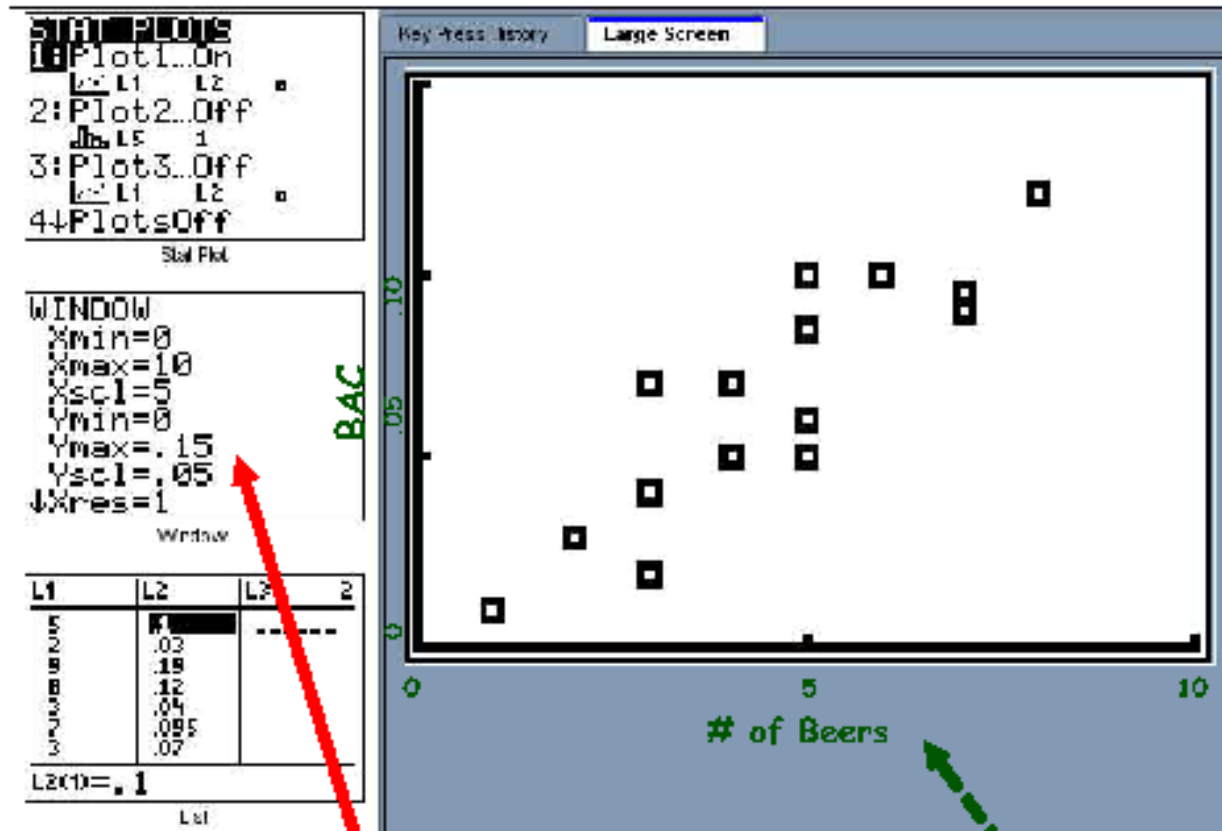 STAT PLOTS
1:Plot1…On
L1 L2
2:Plot2…Off
L5 1
3:Plot3…Off
L1 L2
4↓PlotsOff
Stat Plot
WINDOW
Xmin=0
Xmax=10
Xscl=5
Ymin=0
Ymax=.15
Yscl=.05
↓Xres=1
Window
L1 L2 L3 2
5 .1 ------
2 .03
9 .19
8 .12
3 .04
7 .095
3 .07
L2(1)=.1
List
Key Press History Large Screen
.10
BAC
.05
0
0 5 10
# of Beers